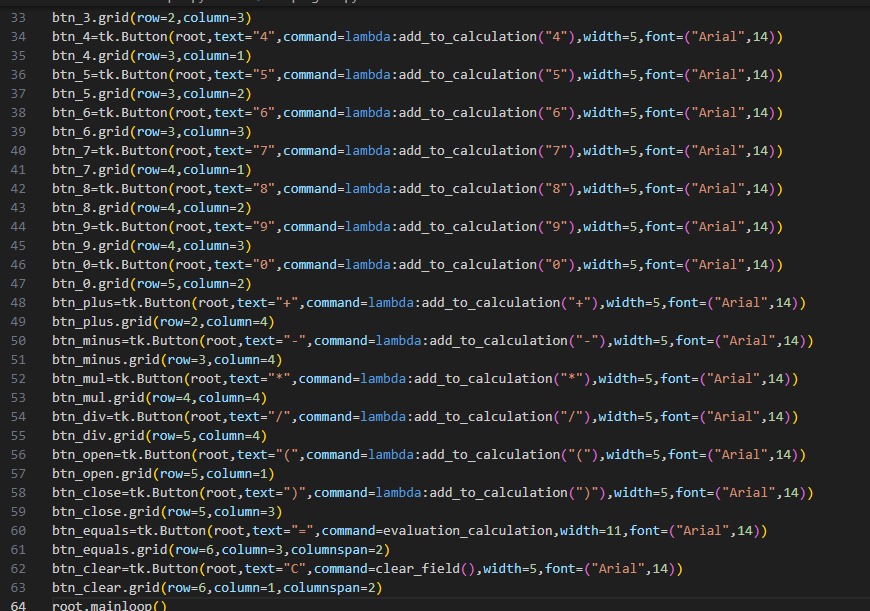 33 btn_3.grid(row=2,column=3)
34 btn_4=tk.Button(root,text="4",command=lambda:add_to_calculation("4"),width=5,font=("Arial",14))
35 btn_4.grid(row=3,column=1)
36 btn_5=tk.Button(root,text="5",command=lambda:add_to_calculation("5"),width=5,font=("Arial",14))
37 btn_5.grid(row=3,column=2)
38 btn_6=tk.Button(root,text="6",command=lambda:add_to_calculation("6"),width=5,font=("Arial",14))
39 btn_6.grid(row=3,column=3)
40 btn_7=tk.Button(root,text="7",command=lambda:add_to_calculation("7"),width=5,font=("Arial",14))
41 btn_7.grid(row=4,column=1)
42 btn_8=tk.Button(root,text="8",command=lambda:add_to_calculation("8"),width=5,font=("Arial",14))
43 btn_8.grid(row=4,column=2)
44 btn_9=tk.Button(root,text="9",command=lambda:add_to_calculation("9"),width=5,font=("Arial",14))
45 btn_9.grid(row=4,column=3)
46 btn_0=tk.Button(root,text="0",command=lambda:add_to_calculation("0"),width=5,font=("Arial",14))
47 btn_0.grid(row=5,column=2)
48 btn_plus=tk.Button(root,text="+",command=lambda:add_to_calculation("+"),width=5,font=("Arial",14))
49 btn_plus.grid(row=2,column=4)
50 btn_minus=tk.Button(root,text="-",command=lambda:add_to_calculation("-"),width=5,font=("Arial",14))
51 btn_minus.grid(row=3,column=4)
52 btn_mul=tk.Button(root,text="*",command=lambda:add_to_calculation("*"),width=5,font=("Arial",14))
53 btn_mul.grid(row=4,column=4)
54 btn_div=tk.Button(root,text="/",command=lambda:add_to_calculation("/"),width=5,font=("Arial",14))
55 btn_div.grid(row=5,column=4)
56 btn_open=tk.Button(root,text="(",command=lambda:add_to_calculation("("),width=5,font=("Arial",14))
57 btn_open.grid(row=5,column=1)
58 btn_close=tk.Button(root,text=")",command=lambda:add_to_calculation(")"),width=5,font=("Arial",14))
59 btn_close.grid(row=5,column=3)
60 btn_equals=tk.Button(root,text="=",command=evaluation_calculation,width=11,font=("Arial",14))
61 btn_equals.grid(row=6,column=3,columnspan=2)
62 btn_clear=tk.Button(root,text="C",command=clear_field(),width=5,font=("Arial",14))
63 btn_clear.grid(row=6,column=1,columnspan=2)
64 root.mainloop()